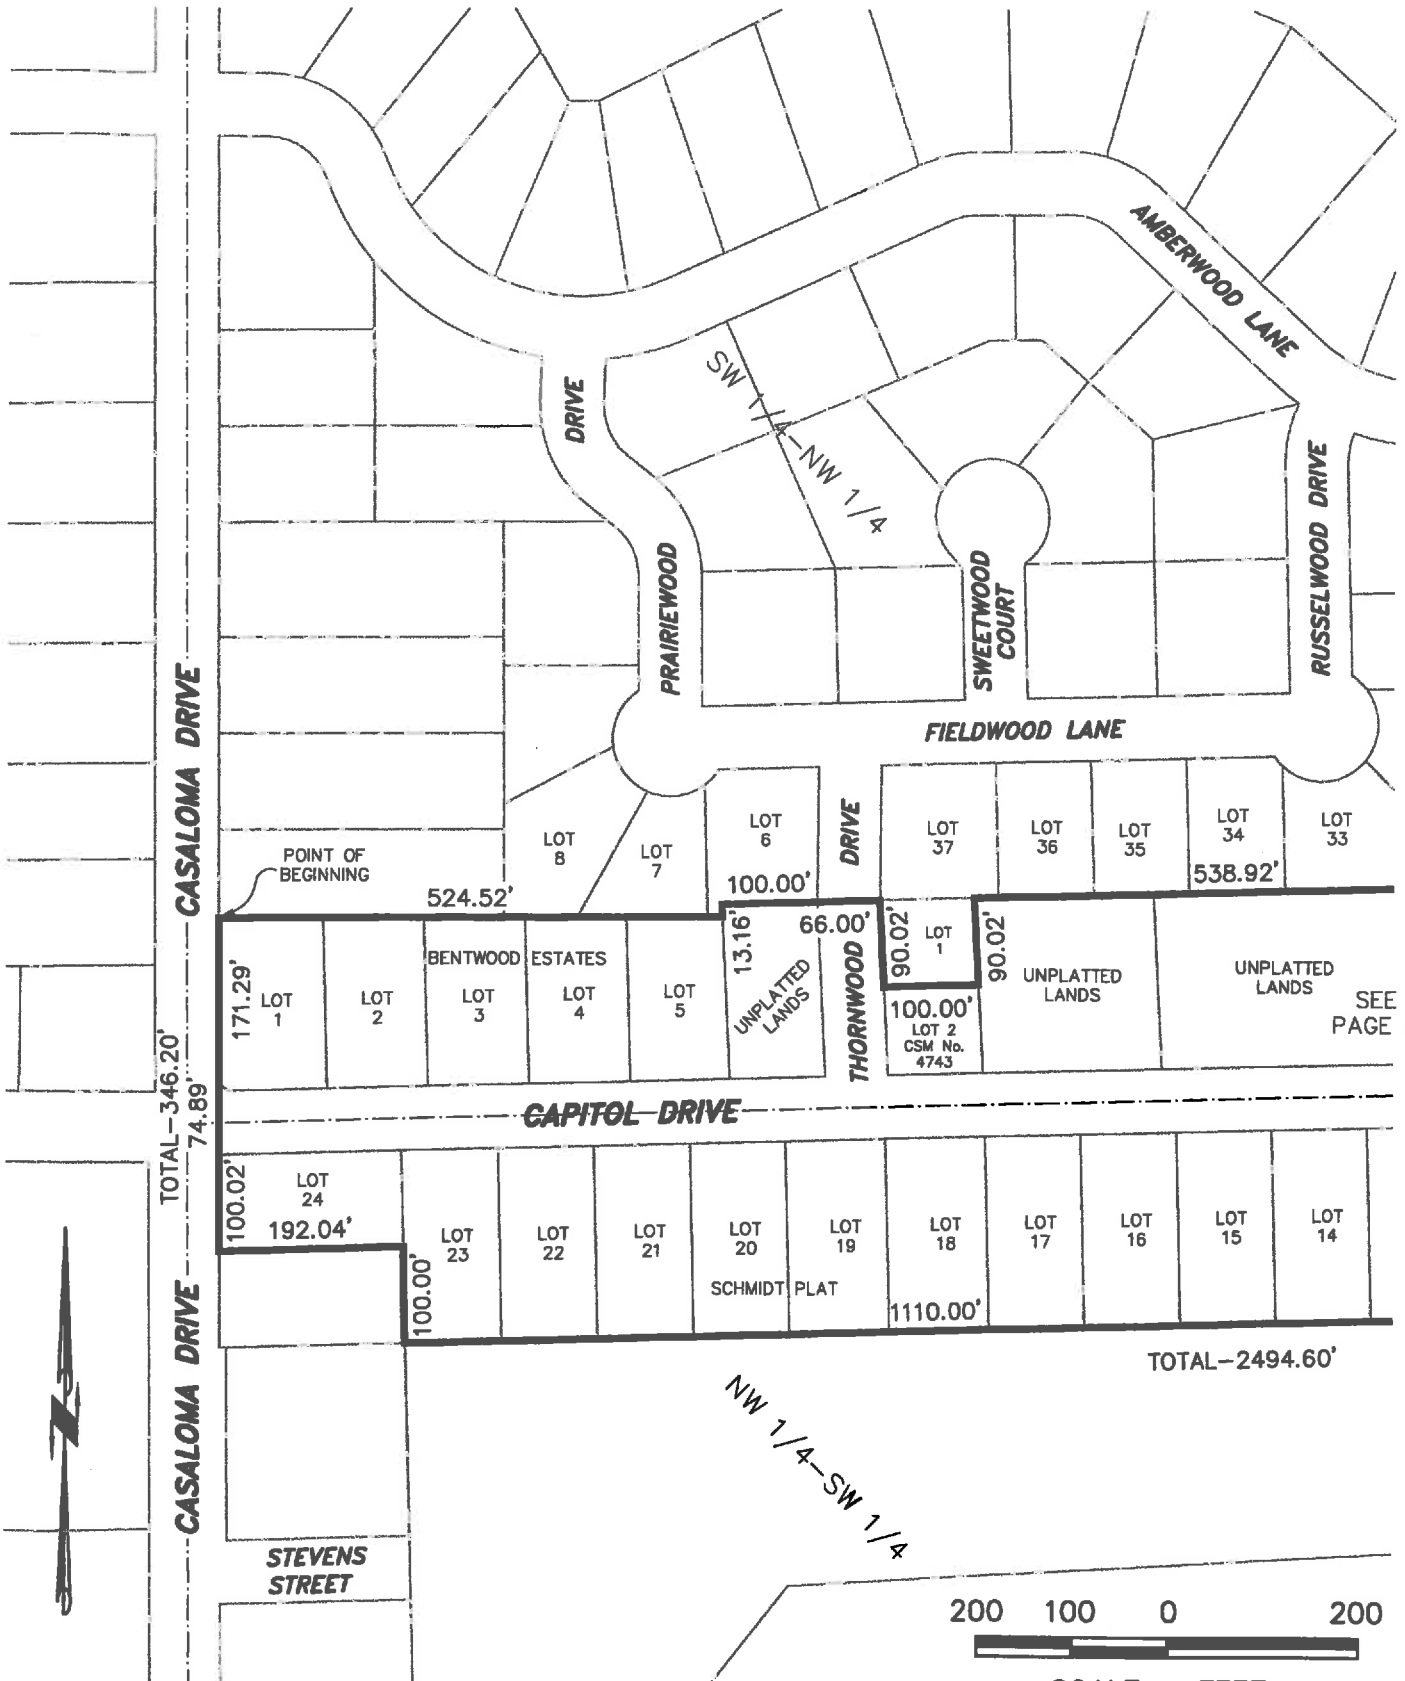 AMBERWOOD LANE
SW 1/4-NW 1/4
DRIVE
PRAIRIEWOOD
SWEETWOOD
COURT
RUSSELWOOD DRIVE
CASALOMA DRIVE
FIELDWOOD LANE
POINT OF
BEGINNING
LOT
8
LOT
7
LOT
6
DRIVE
LOT
37
LOT
36
LOT
35
LOT
34
LOT
33
524.52'
100.00'
538.92'
171.29'
BENTWOOD ESTATES
LOT
1
LOT
2
LOT
3
LOT
4
LOT
5
13.16'
66.00'
UNPLATTED
LANDS
THORNWOOD
90.02'
LOT
1
90.02'
UNPLATTED
LANDS
UNPLATTED
LANDS
SEE
PAGE
100.00'
LOT 2
CSM No.
4743
TOTAL-346.20'
74.89'
CAPITOL DRIVE
100.02'
LOT
24
192.04'
100.00'
LOT
23
LOT
22
LOT
21
LOT
20
LOT
19
LOT
18
LOT
17
LOT
16
LOT
15
LOT
14
SCHMIDT PLAT
1110.00'
TOTAL-2494.60'
CASALOMA DRIVE
NW 1/4-SW 1/4
STEVENS
STREET
200 100 0 200